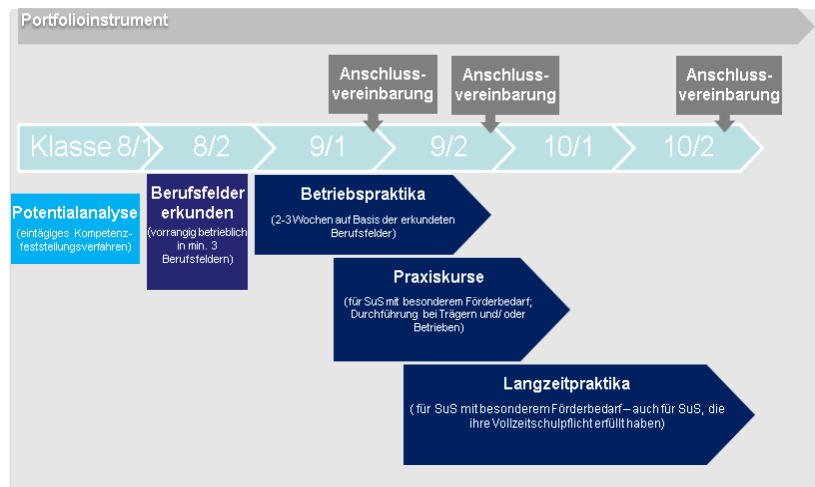 Portfolioinstrument
Anschluss-
vereinbarung
Anschluss-
vereinbarung
Anschluss-
vereinbarung
Klasse 8/1
8/2
9/1
9/2
10/1
10/2
Potentialanalyse
(eintägiges Kompetenz-
feststellungsverfahren)
Berufsfelder
erkunden
(vorrangig betrieblich
in min. 3
Berufsfeldern)
Betriebspraktika
(2-3 Wochen auf Basis der erkundeten
Berufsfelder)
Praxiskurse
(für SuS mit besonderem Förderbedarf;
Durchführung bei Trägern und/ oder
Betrieben)
Langzeitpraktika
( für SuS mit besonderem Förderbedarf – auch für SuS, die
ihre Vollzeitschulpflicht erfüllt haben)